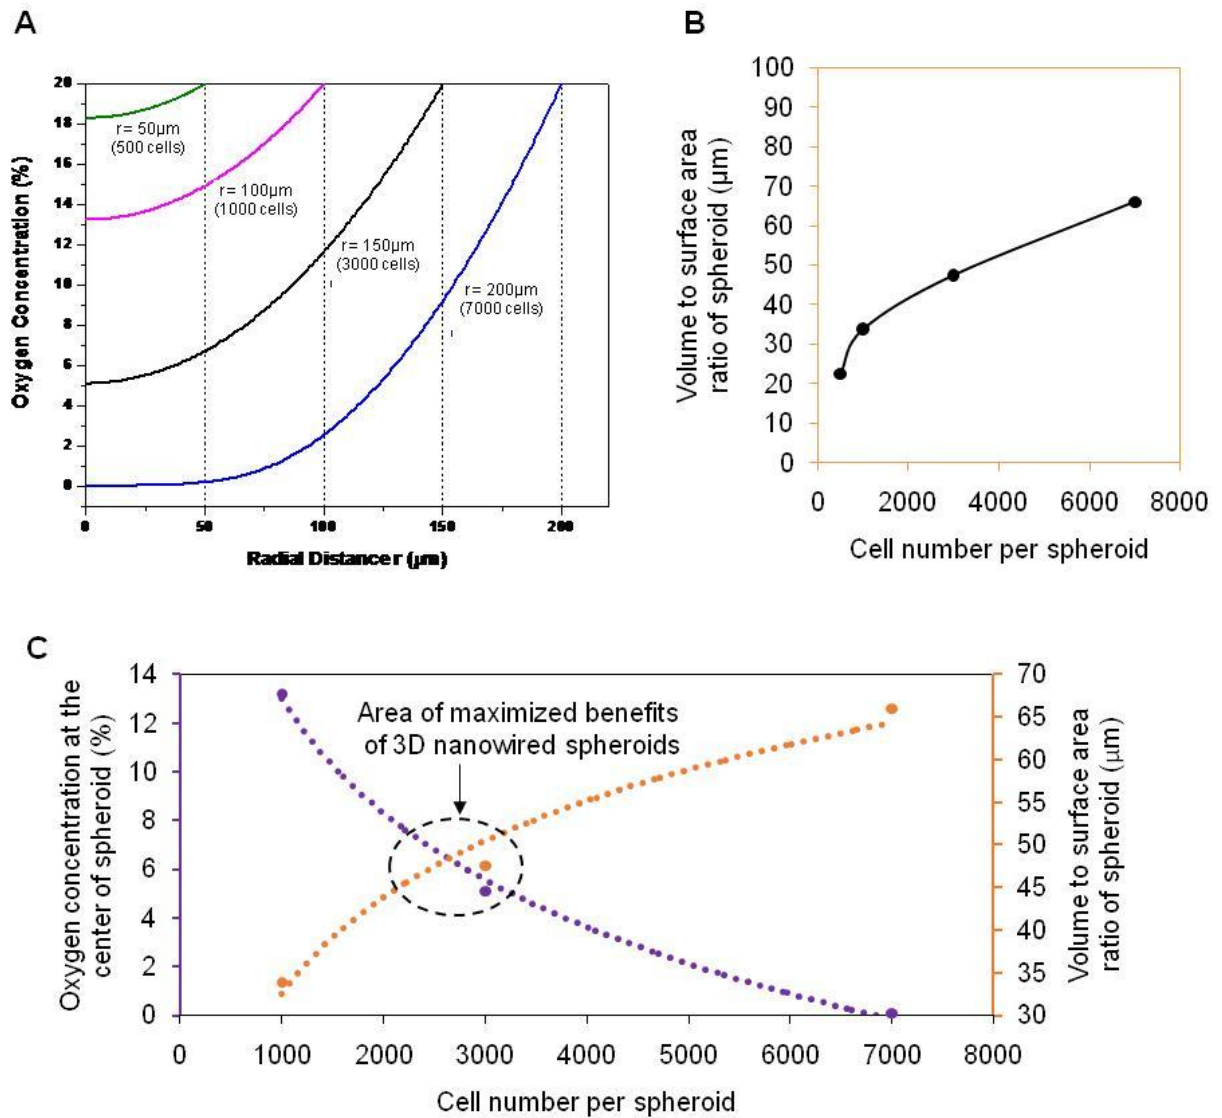 A
20
18
16
14
12
10
8
6
4
2
0
Oxygen Concentration (%)
r= 50µm
(500 cells)
r= 100µm
(1000 cells)
r= 150µm
(3000 cells)
r= 200µm
(7000 cells)
0 50 100 150 200
Radial Distancer (µm)
B
100
90
80
70
60
50
40
30
20
10
0
Volume to surface area
ratio of spheroid (µm)
0 2000 4000 6000 8000
Cell number per spheroid
C
14
12
10
8
6
4
2
0
Oxygen concentration at the
center of spheroid (%)
Area of maximized benefits
of 3D nanowired spheroids
70
65
60
55
50
45
40
35
30
Volume to surface area
ratio of spheroid (µm)
0 1000 2000 3000 4000 5000 6000 7000 8000
Cell number per spheroid